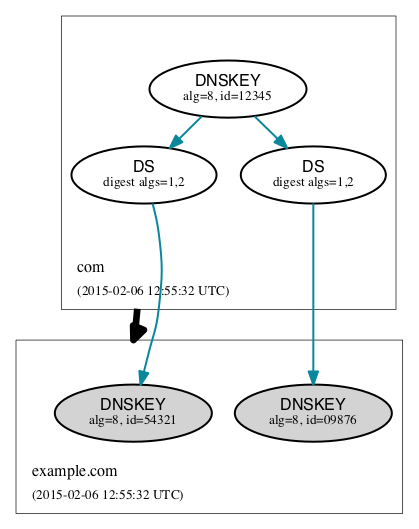 DNSKEY
alg=8, id=12345
DS
digest algs=1,2
DS
digest algs=1,2
com
(2015-02-06 12:55:32 UTC)
DNSKEY
alg=8, id=54321
DNSKEY
alg=8, id=09876
example.com
(2015-02-06 12:55:32 UTC)